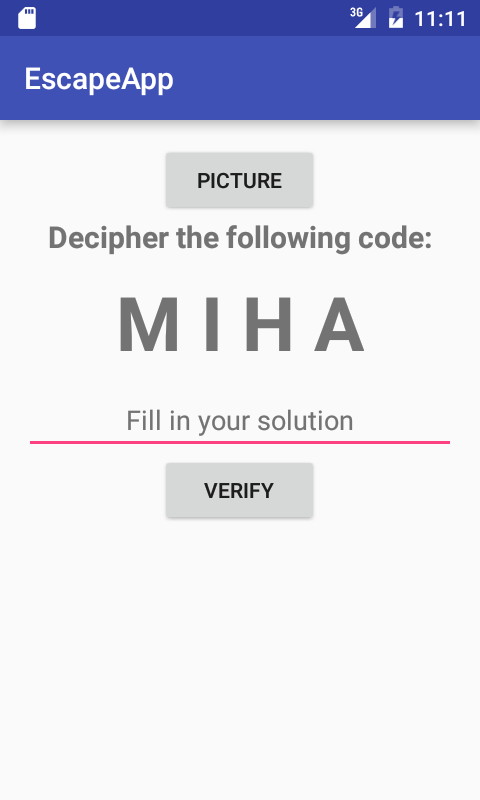 3G 11:11
EscapeApp
PICTURE
Decipher the following code:
M I H A
Fill in your solution
VERIFY